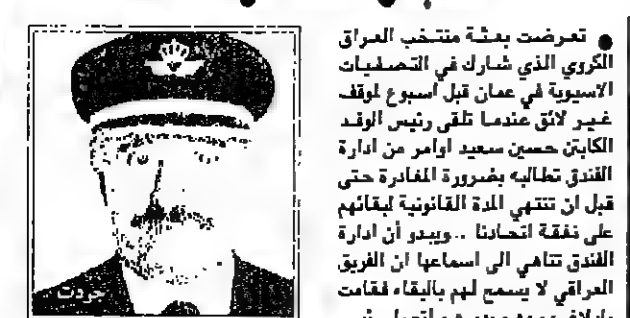 ● تعرضت بعثة منتخب العراق
الكروي الذي شارك في التصفيات
الاسيوية في عمان قبل اسبوع لموقف
غير لائق عندما تلقى رئيس الوفد
الكابتن حسين سعيد اوامر من ادارة
الفندق تطالبه بضرورة المغادرة حتى
قبل ان تنتهي المدة القانونية لبقائهم
على نفقة اتحادنا ..ويبدو أن ادارة
الفندق تناهي الى اسماعها ان الفريق
العراقي لا يسمح لهم بالبقاء فقامت
جودت